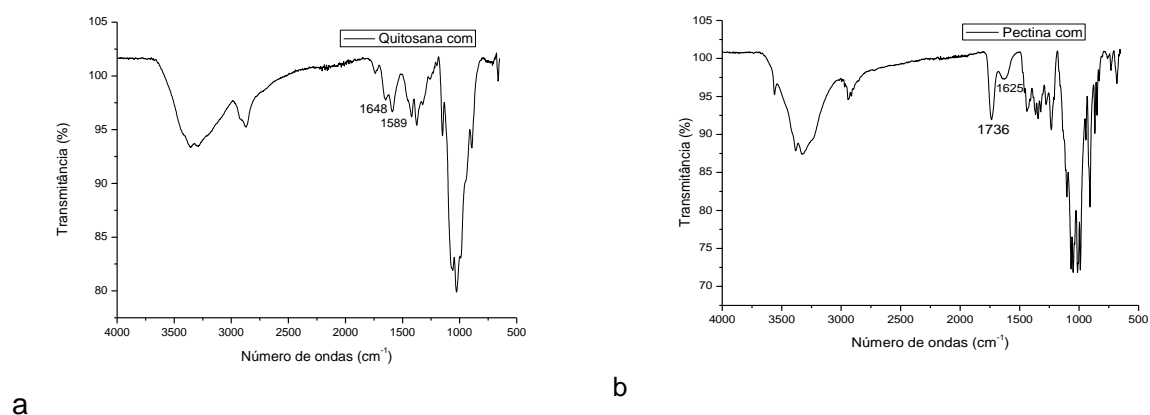 105
Quitosana com
100
95
90
85
80
1648
1589
4000 3500 3000 2500 2000 1500 1000 500
Transmitância (%)
Número de ondas (cm⁻¹)
a
105
Pectina com
100
95
90
85
80
75
70
1736
1625
4000 3500 3000 2500 2000 1500 1000 500
Transmitância (%)
Número de ondas (cm⁻¹)
b